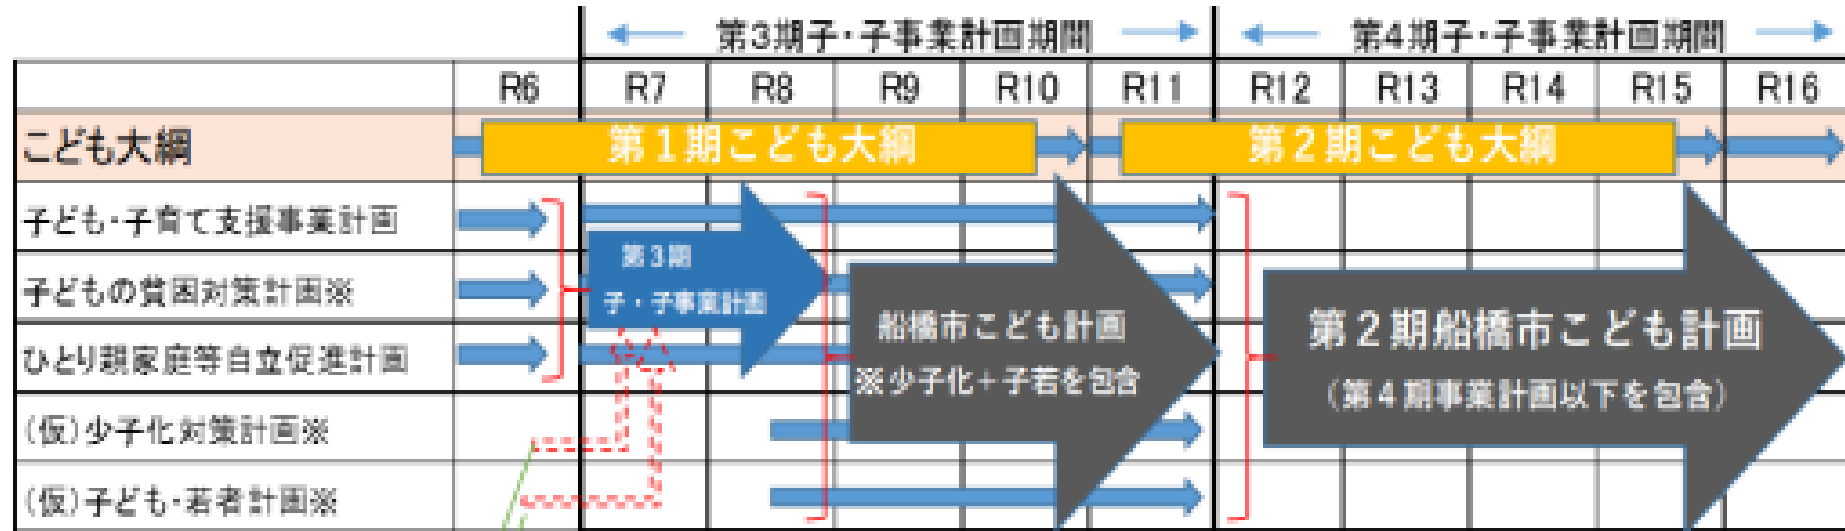 第3期子・子事業計画期間 第4期子・子事業計画期間
R6 R7 R8 R9 R10 R11 R12 R13 R14 R15 R16
こども大綱 第1期こども大綱 第2期こども大綱
子ども・子育て支援事業計画
子どもの貧困対策計画※
ひとり親家庭等自立促進計画
(仮)少子化対策計画※
(仮)子ども・若者計画※
第3期
子・子事業計画
船橋市こども計画
※少子化+子若を包含
第2期船橋市こども計画
(第4期事業計画以下を包含)